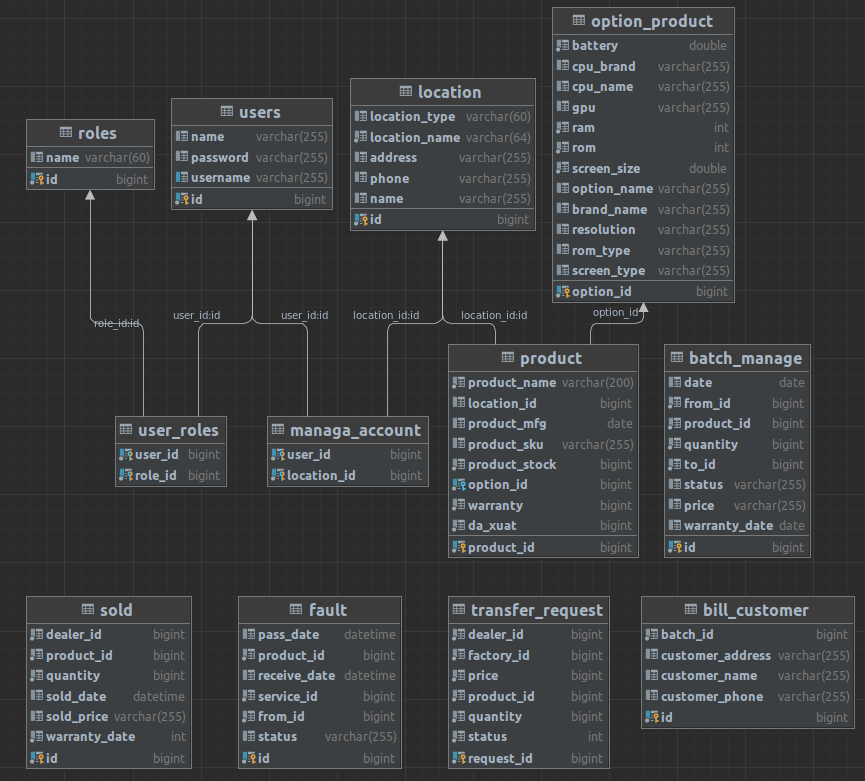 option_product
battery double
cpu_brand varchar(255)
cpu_name varchar(255)
gpu varchar(255)
ram int
rom int
screen_size double
option_name varchar(255)
brand_name varchar(255)
resolution varchar(255)
rom_type varchar(255)
screen_type varchar(255)
option_id bigint
location
location_type varchar(60)
location_name varchar(64)
address varchar(255)
phone varchar(255)
name varchar(255)
id bigint
users
name varchar(255)
password varchar(255)
username varchar(255)
id bigint
roles
name varchar(60)
id bigint
role_id:id
user_id:id
user_id:id
location_id:id
location_id:id
option_id
user_roles
user_id bigint
role_id bigint
managa_account
user_id bigint
location_id bigint
product
product_name varchar(200)
location_id bigint
product_mfg date
product_sku varchar(255)
product_stock bigint
option_id bigint
warranty bigint
da_xuat bigint
product_id bigint
batch_manage
date date
from_id bigint
product_id bigint
quantity bigint
to_id bigint
status varchar(255)
price varchar(255)
warranty_date date
id bigint
sold
dealer_id bigint
product_id bigint
quantity bigint
sold_date datetime
sold_price varchar(255)
warranty_date int
id bigint
fault
pass_date datetime
product_id bigint
receive_date datetime
service_id bigint
from_id bigint
status varchar(255)
id bigint
transfer_request
dealer_id bigint
factory_id bigint
price bigint
product_id bigint
quantity bigint
status int
request_id bigint
bill_customer
batch_id bigint
customer_address varchar(255)
customer_name varchar(255)
customer_phone varchar(255)
id bigint